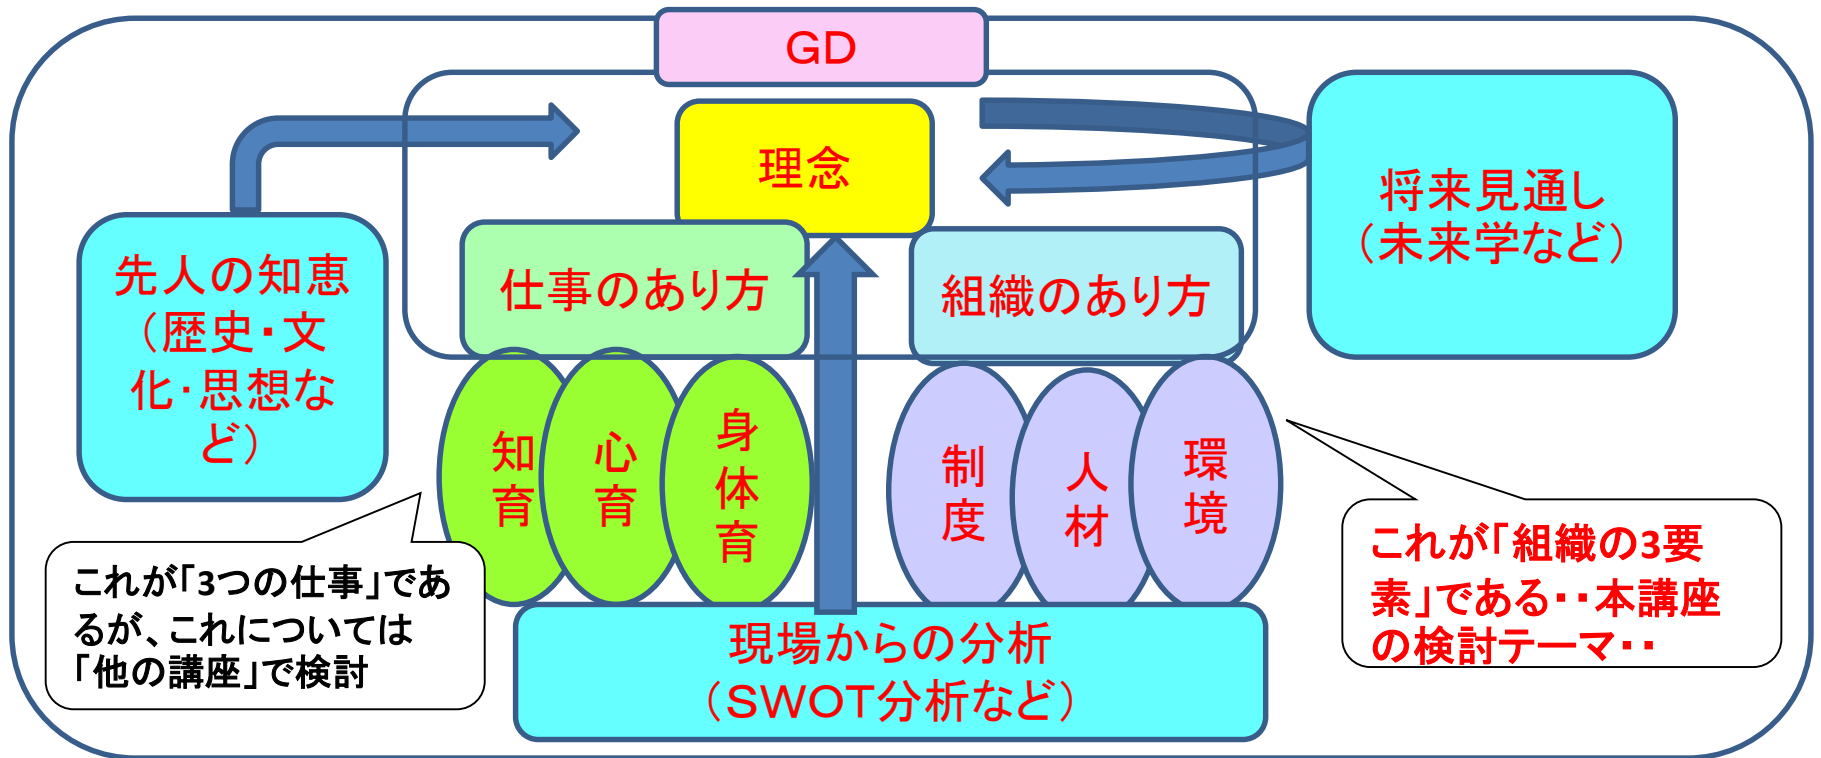 GD
理念
将来見通し
（未来学など）
先人の知恵
（歴史・文
化・思想な
ど）
仕事のあり方
組織のあり方
知育
心育
身体育
制度
人材
環境
これが「3つの仕事」であ
るが、これについては
「他の講座」で検討
これが「組織の3要
素」である・・本講座
の検討テーマ・・
現場からの分析
（SWOT分析など）